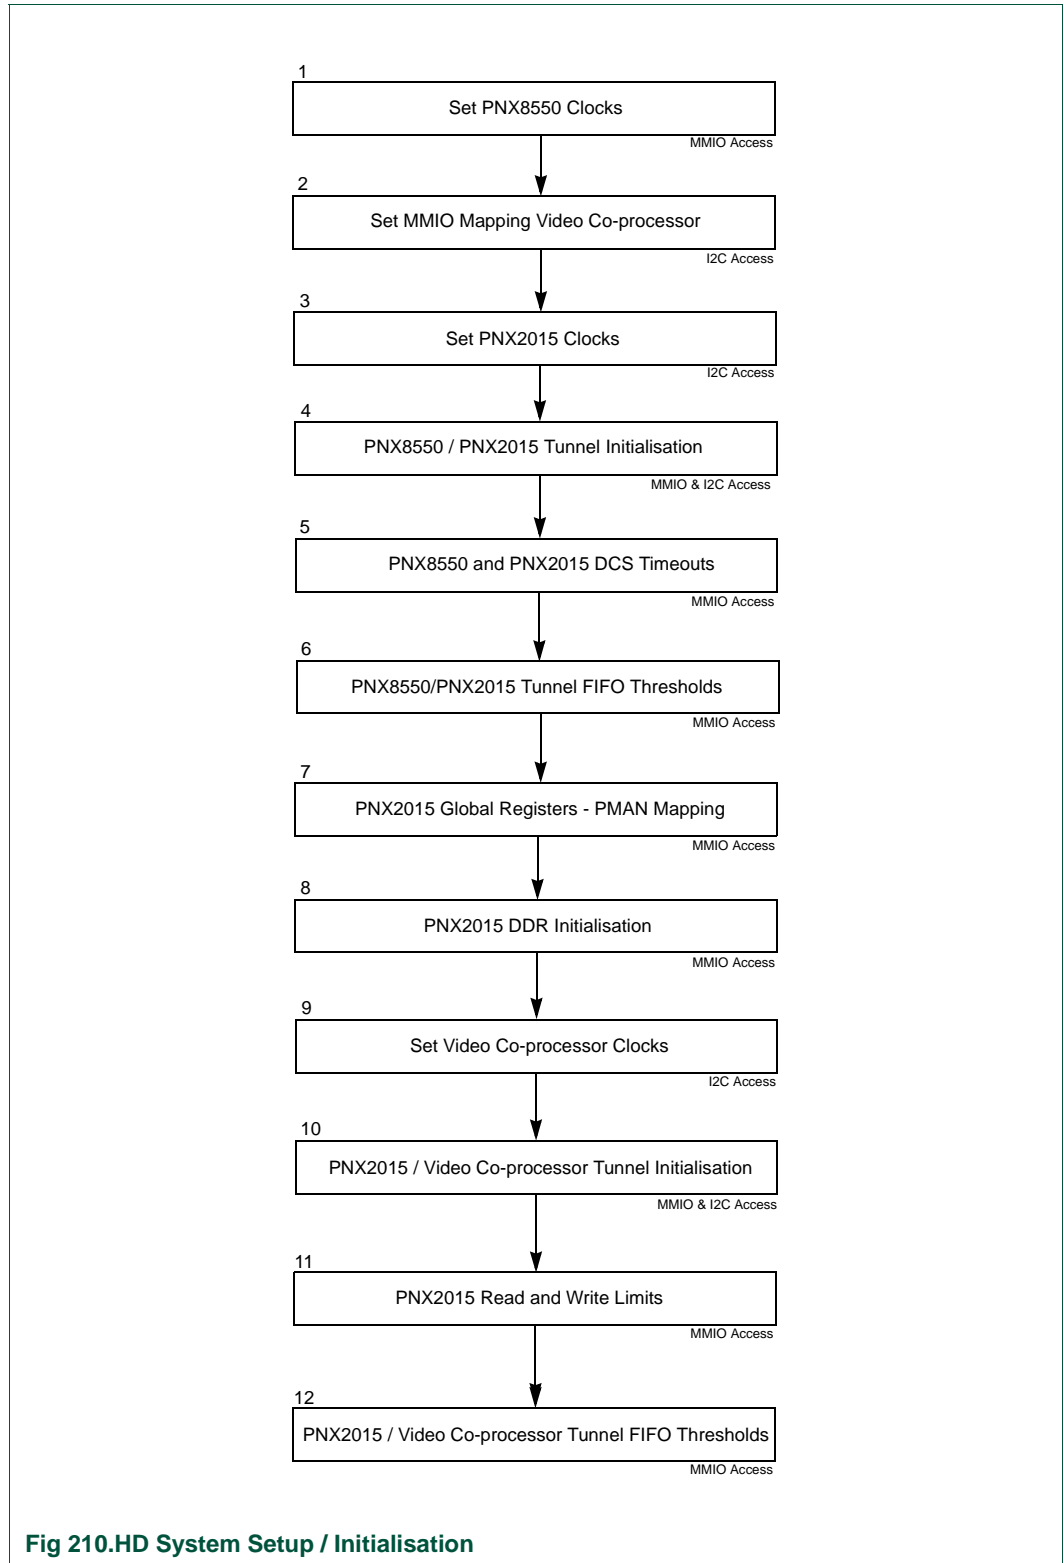 1
Set PNX8550 Clocks
MMIO Access
2
Set MMIO Mapping Video Co-processor
I2C Access
3
Set PNX2015 Clocks
I2C Access
4
PNX8550 / PNX2015 Tunnel Initialisation
MMIO & I2C Access
5
PNX8550 and PNX2015 DCS Timeouts
MMIO Access
6
PNX8550/PNX2015 Tunnel FIFO Thresholds
MMIO Access
7
PNX2015 Global Registers - PMAN Mapping
MMIO Access
8
PNX2015 DDR Initialisation
MMIO Access
9
Set Video Co-processor Clocks
I2C Access
10
PNX2015 / Video Co-processor Tunnel Initialisation
MMIO & I2C Access
11
PNX2015 Read and Write Limits
MMIO Access
12
PNX2015 / Video Co-processor Tunnel FIFO Thresholds
MMIO Access
Fig 210.HD System Setup / Initialisation